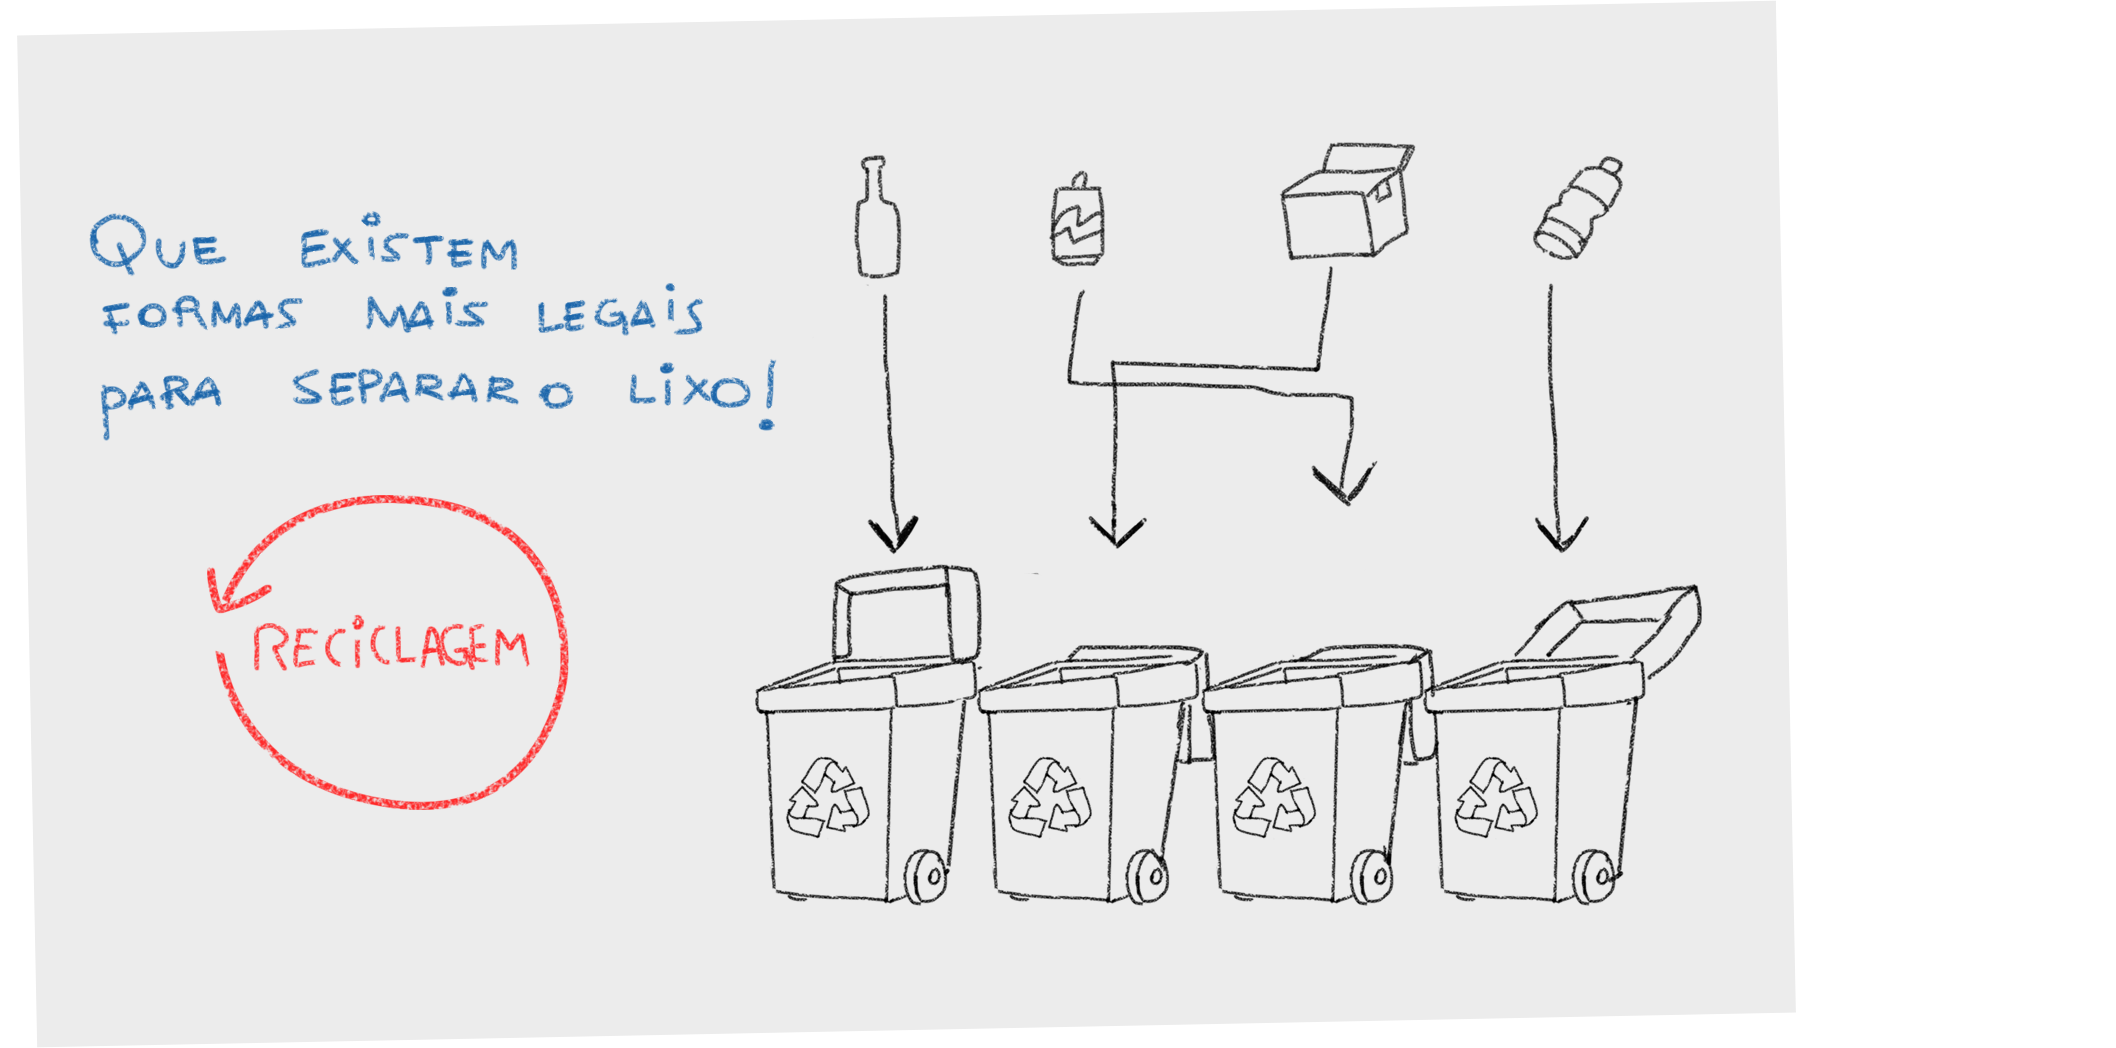 QUE EXISTEM
FORMAS MAIS LEGAIS
PARA SEPARAR O LIXO!
RECICLAGEM